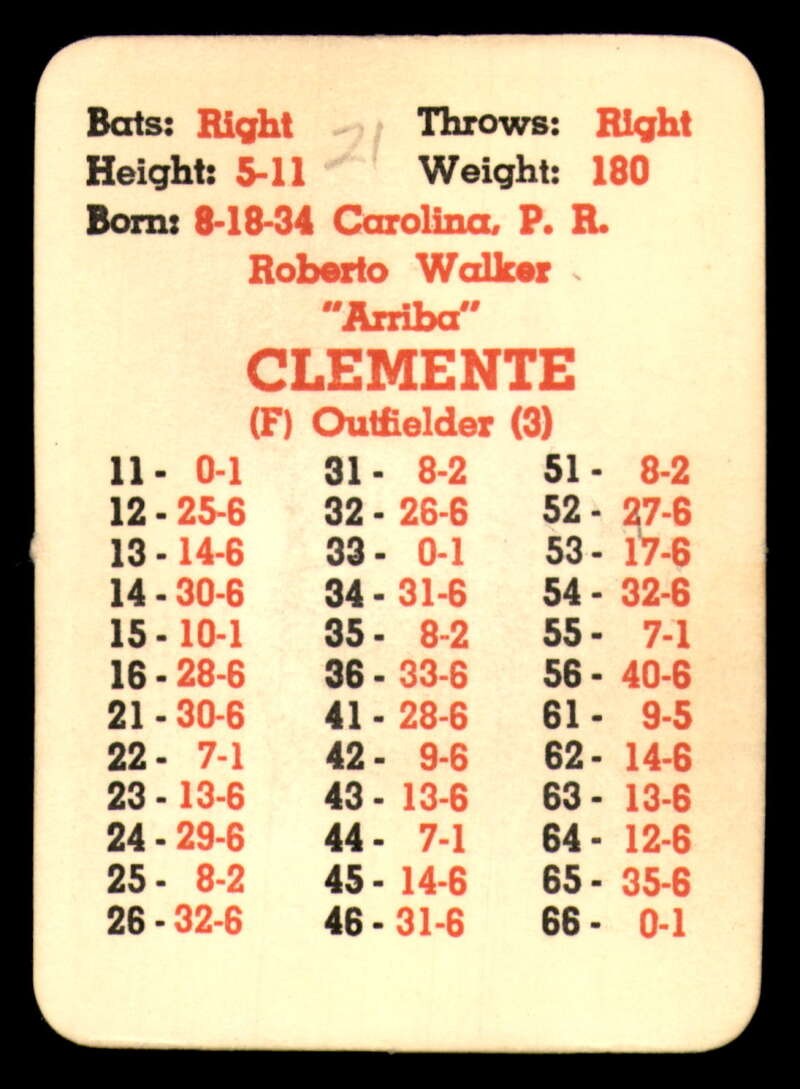 Bats: Right 21 Throws: Right
Height: 5-11 Weight: 180
Born: 8-18-34 Carolina, P. R.
Roberto Walker
"Arriba"
CLEMENTE
(F) Outfielder (3)
11 - 0-1 31 - 8-2 51 - 8-2
12 - 25-6 32 - 26-6 52 - 27-6
13 - 14-6 33 - 0-1 53 - 17-6
14 - 30-6 34 - 31-6 54 - 32-6
15 - 10-1 35 - 8-2 55 - 7-1
16 - 28-6 36 - 33-6 56 - 40-6
21 - 30-6 41 - 28-6 61 - 9-5
22 - 7-1 42 - 9-6 62 - 14-6
23 - 13-6 43 - 13-6 63 - 13-6
24 - 29-6 44 - 7-1 64 - 12-6
25 - 8-2 45 - 14-6 65 - 35-6
26 - 32-6 46 - 31-6 66 - 0-1